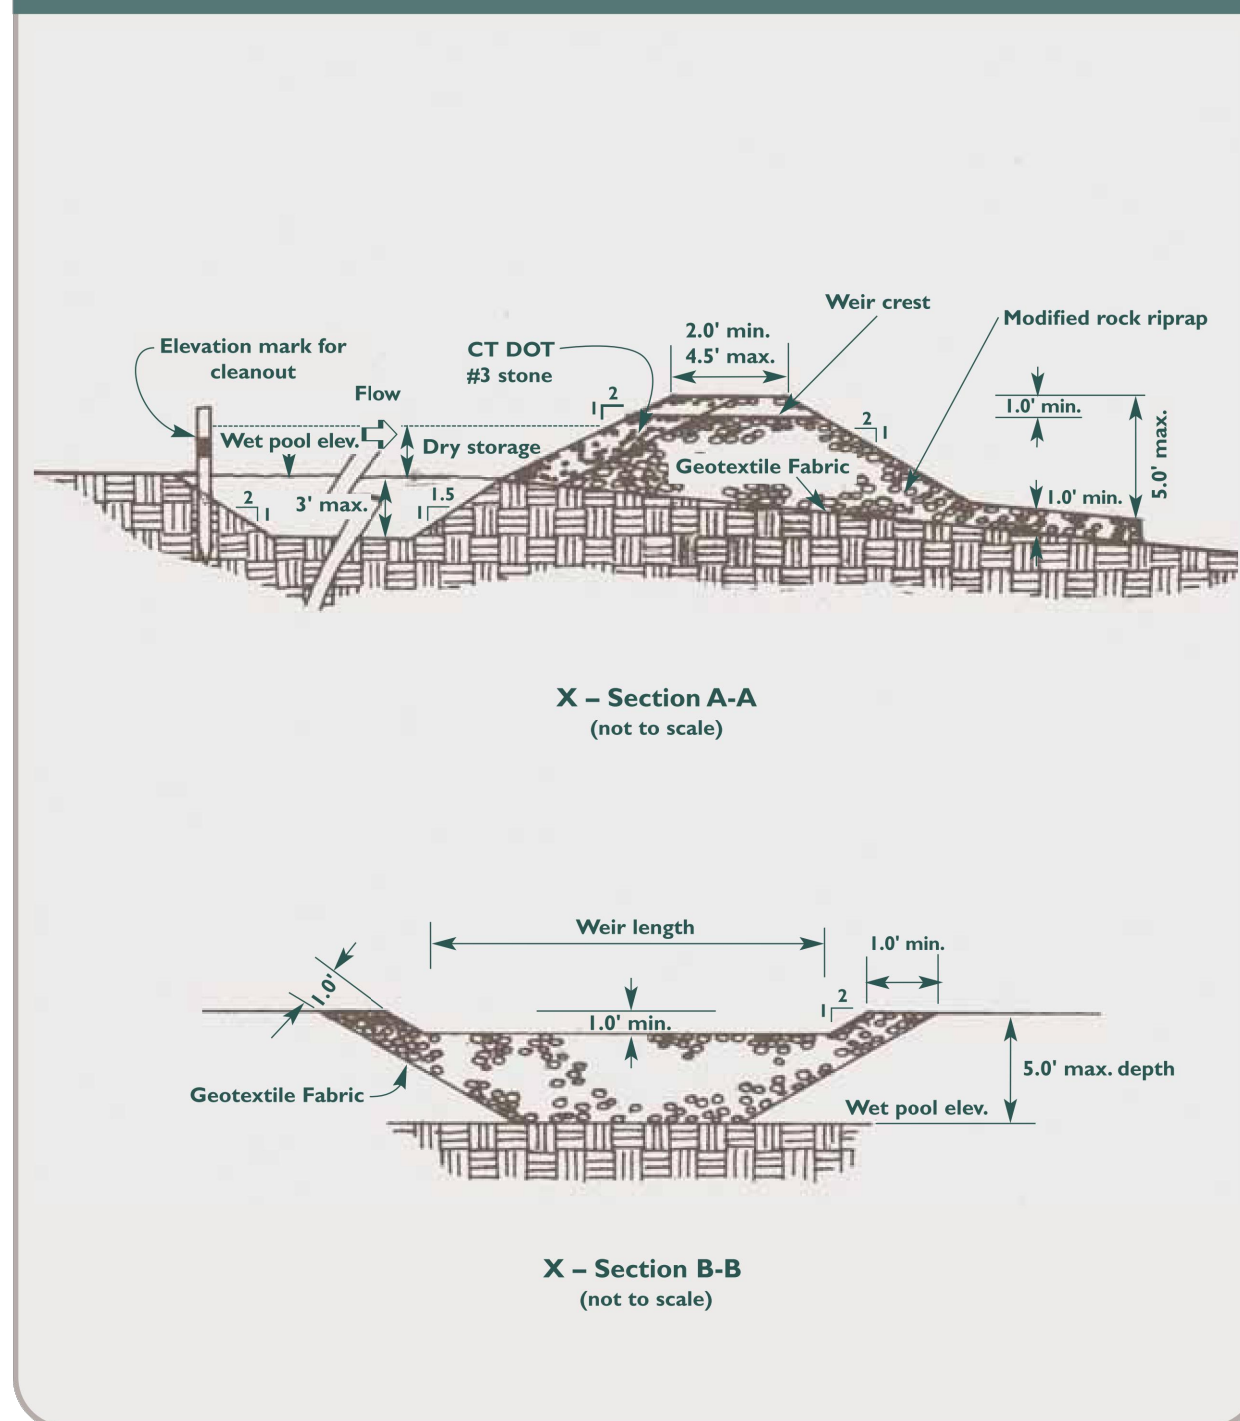 Weir crest
Modified rock riprap
2.0' min.
4.5' max.
Elevation mark for
cleanout
CT DOT
#3 stone
Flow
2
1
1.0' min.
2
1
Wet pool elev.
Dry storage
Geotextile Fabric
5.0' max.
2
1
3' max.
1.5
1
1.0' min.
X – Section A-A
(not to scale)
Weir length
1.0' min.
1.0'
2
1
1.0' min.
5.0' max. depth
Geotextile Fabric
Wet pool elev.
X – Section B-B
(not to scale)